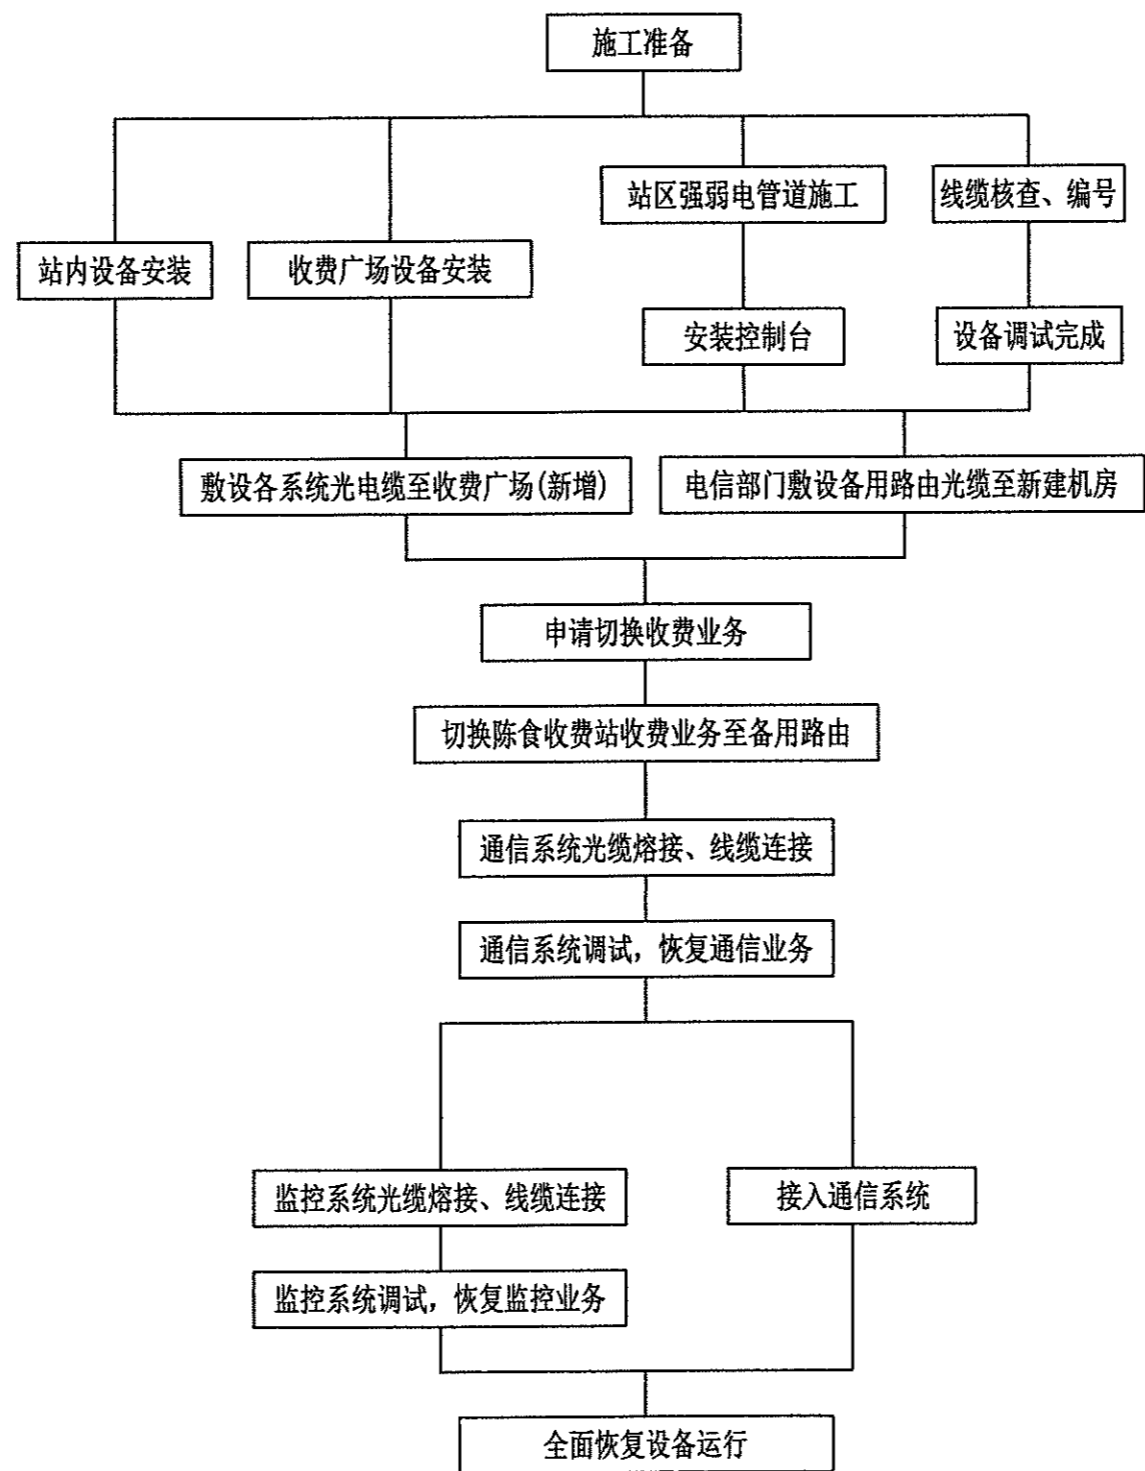 施工准备
站区强弱电管道施工
线缆核查、编号
站内设备安装
收费广场设备安装
安装控制台
设备调试完成
敷设各系统光电缆至收费广场(新增)
电信部门敷设备用路由光缆至新建机房
申请切换收费业务
切换陈食收费站收费业务至备用路由
通信系统光缆熔接、线缆连接
通信系统调试，恢复通信业务
监控系统光缆熔接、线缆连接
接入通信系统
监控系统调试，恢复监控业务
全面恢复设备运行